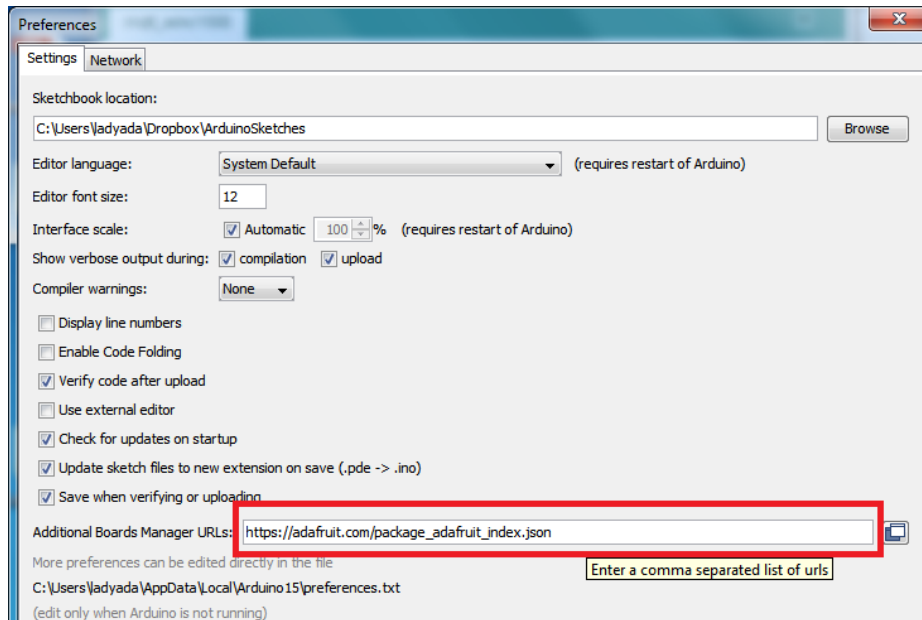 Preferences
Settings Network
Sketchbook location:
C:\Users\ladyada\Dropbox\ArduinoSketches Browse
Editor language: System Default (requires restart of Arduino)
Editor font size: 12
Interface scale: Automatic 100 % (requires restart of Arduino)
Show verbose output during: compilation upload
Compiler warnings: None
Display line numbers
Enable Code Folding
Verify code after upload
Use external editor
Check for updates on startup
Update sketch files to new extension on save (.pde -> .ino)
Save when verifying or uploading
Additional Boards Manager URLs: https://adafruit.com/package_adafruit_index.json
More preferences can be edited directly in the file
Enter a comma separated list of urls
C:\Users\ladyada\AppData\Local\Arduino15\preferences.txt
(edit only when Arduino is not running)